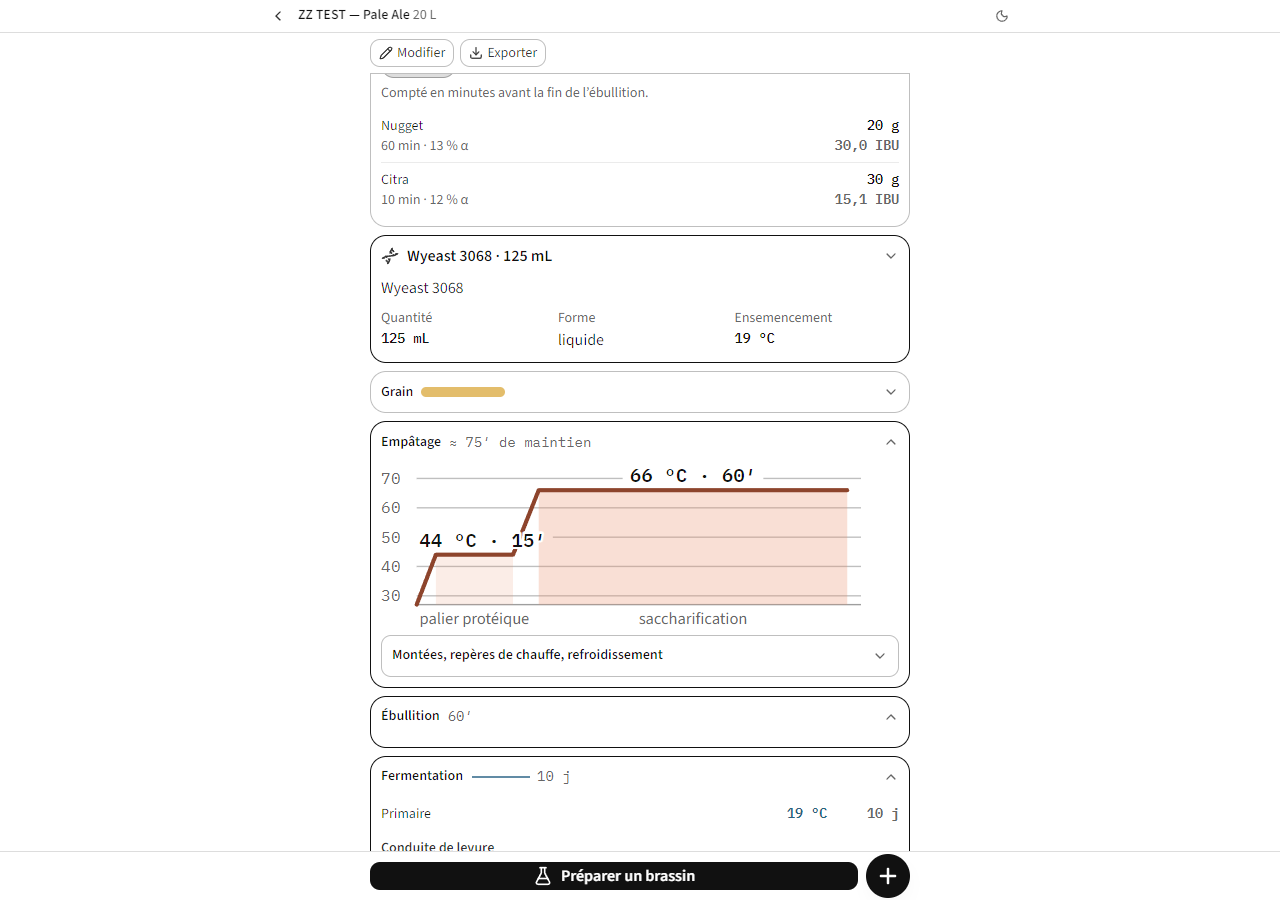 ZZ TEST — Pale Ale 20 L
Modifier Exporter
Compté en minutes avant la fin de l’ébullition.
Nugget 20 g
60 min · 13 % α 30,0 IBU
Citra 30 g
10 min · 12 % α 15,1 IBU
Wyeast 3068 · 125 mL
Wyeast 3068
Quantité Forme Ensemencement
125 mL liquide 19 °C
Grain
Empâtage ≈ 75′ de maintien
70 66 °C · 60′
60
50 44 °C · 15′
40
30
palier protéique saccharification
Montées, repères de chauffe, refroidissement
Ébullition 60′
Fermentation 10 j
Primaire 19 °C 10 j
Conduite de levure
Préparer un brassin